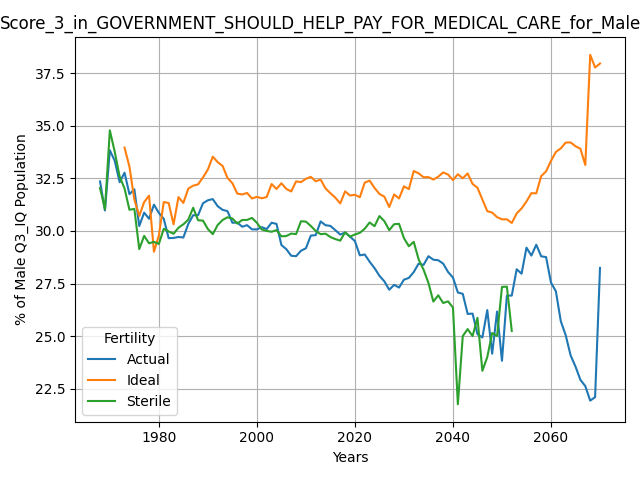 Score_3_in_GOVERNMENT_SHOULD_HELP_PAY_FOR_MEDICAL_CARE_for_Male
37.5
35.0
32.5
30.0
27.5
25.0
22.5
% of Male Q3_IQ Population
Fertility
Actual
Ideal
Sterile
1980
2000
2020
2040
2060
Years